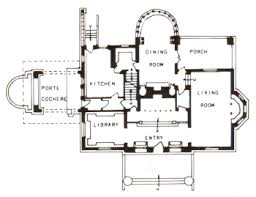 DINING
ROOM
PORCH
KITCHEN
PORTE
COCHERE
LIVING
ROOM
LIBRARY
ENTRY